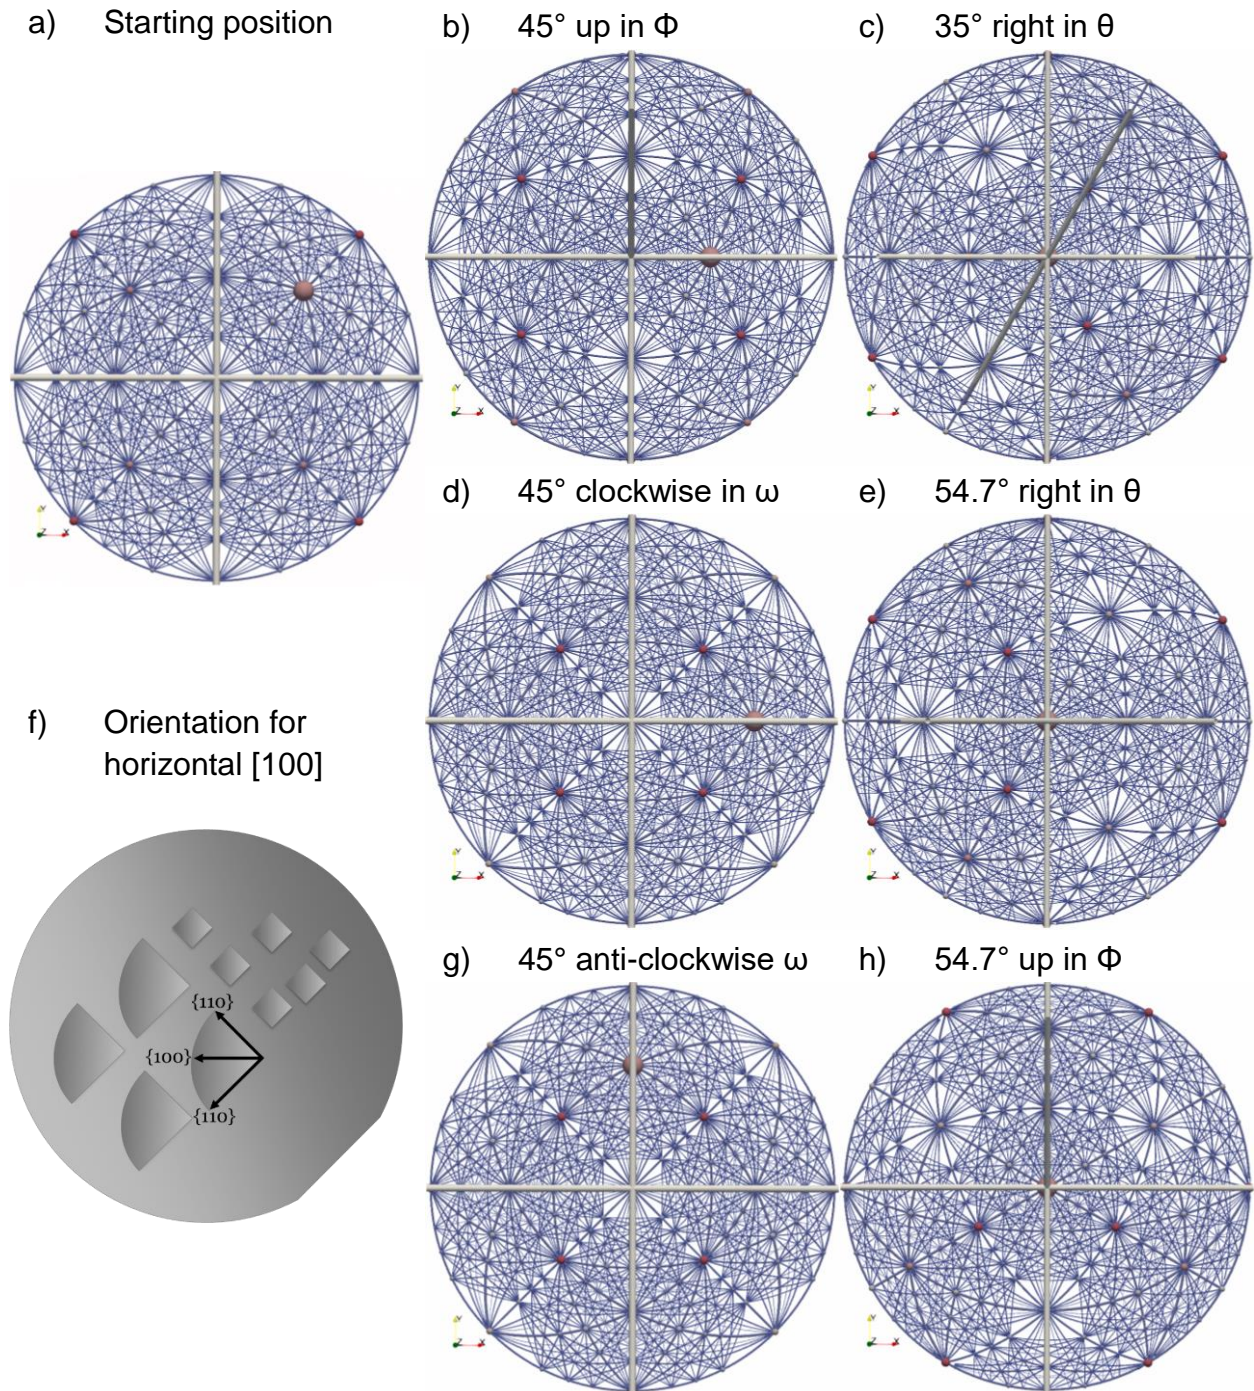 a) Starting position
b) 45° up in Φ
c) 35° right in θ
d) 45° clockwise in ω
e) 54.7° right in θ
f) Orientation for
horizontal [100]
{110}
{100}
{110}
g) 45° anti-clockwise ω
h) 54.7° up in Φ
Y
Z X
Y
Z X
Y
Z X
Y
Z X
Y
Z X
Y
Z X
Y
Z X